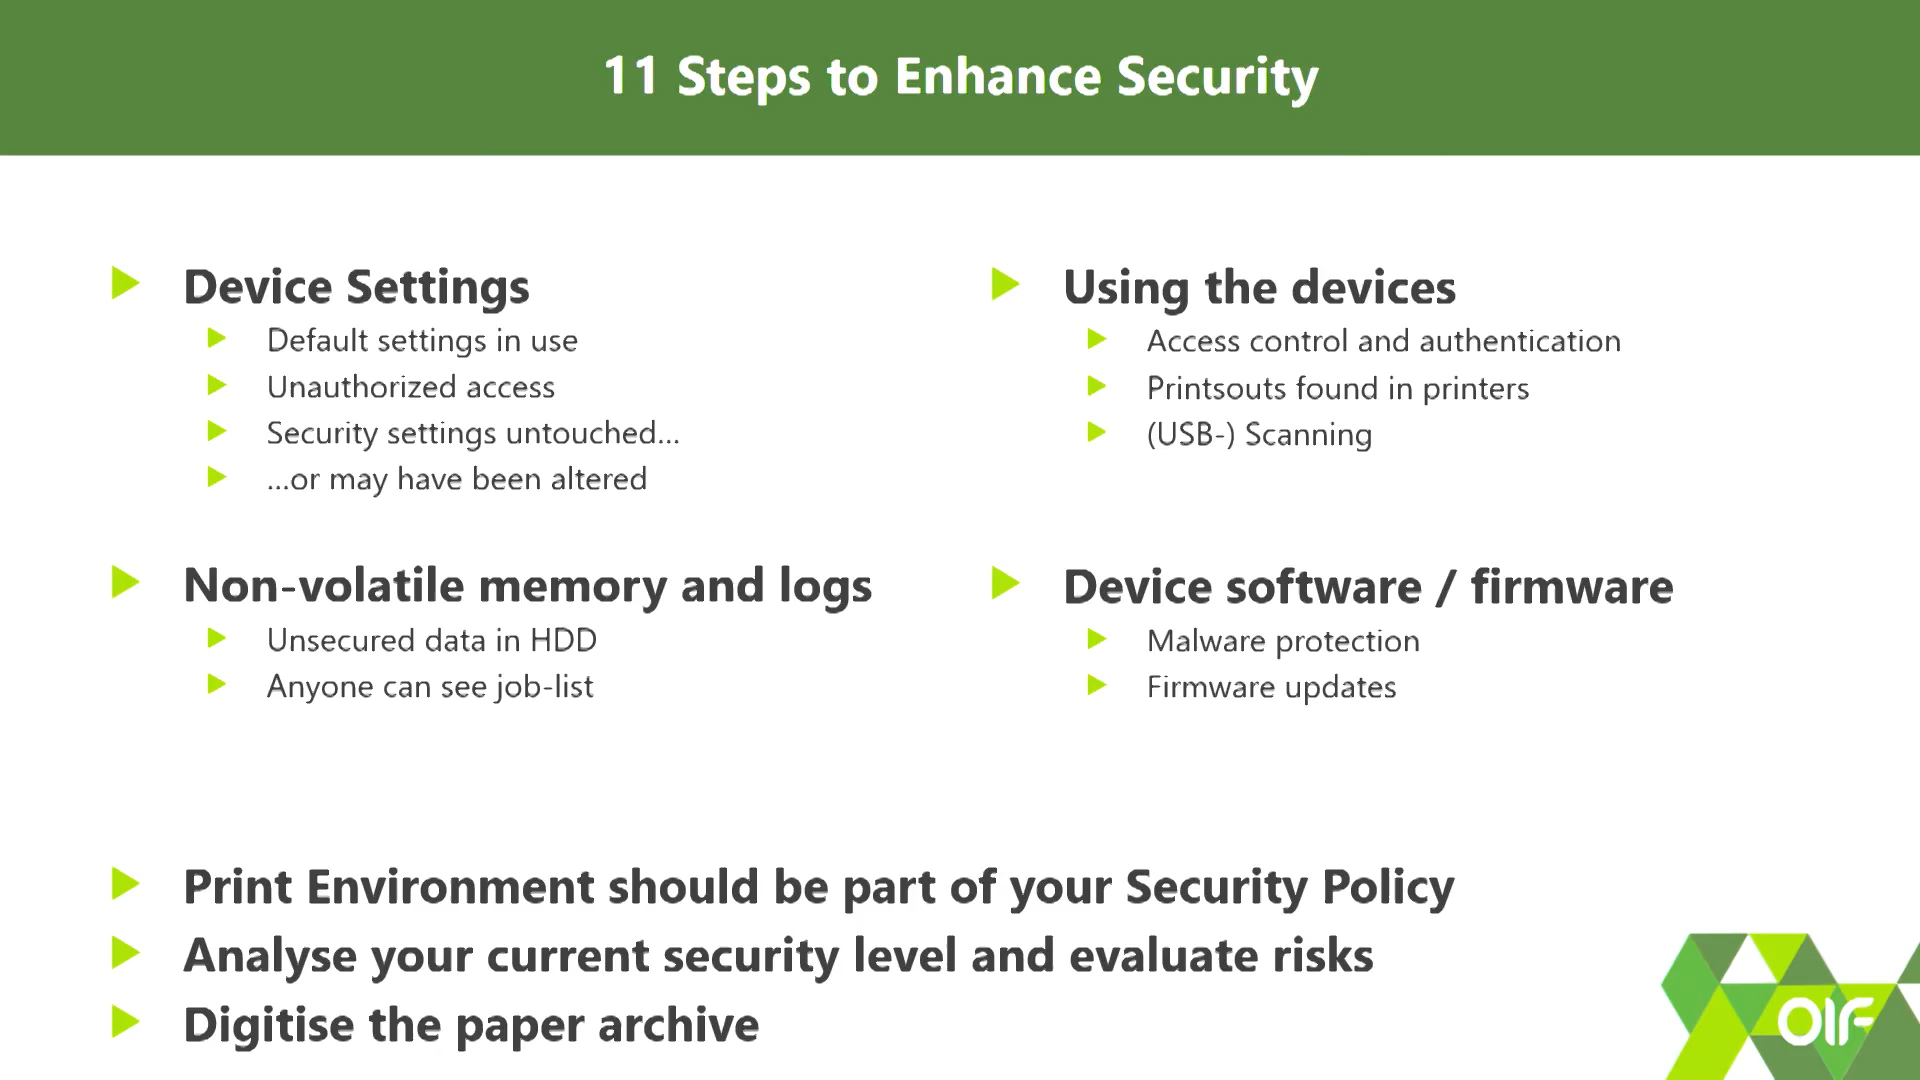 11 Steps to Enhance Security
Device Settings
Default settings in use
Unauthorized access
Security settings untouched...
...or may have been altered
Non-volatile memory and logs
Unsecured data in HDD
Anyone can see job-list
Using the devices
Access control and authentication
Printsouts found in printers
(USB-) Scanning
Device software / firmware
Malware protection
Firmware updates
Print Environment should be part of your Security Policy
Analyse your current security level and evaluate risks
Digitise the paper archive
OIF